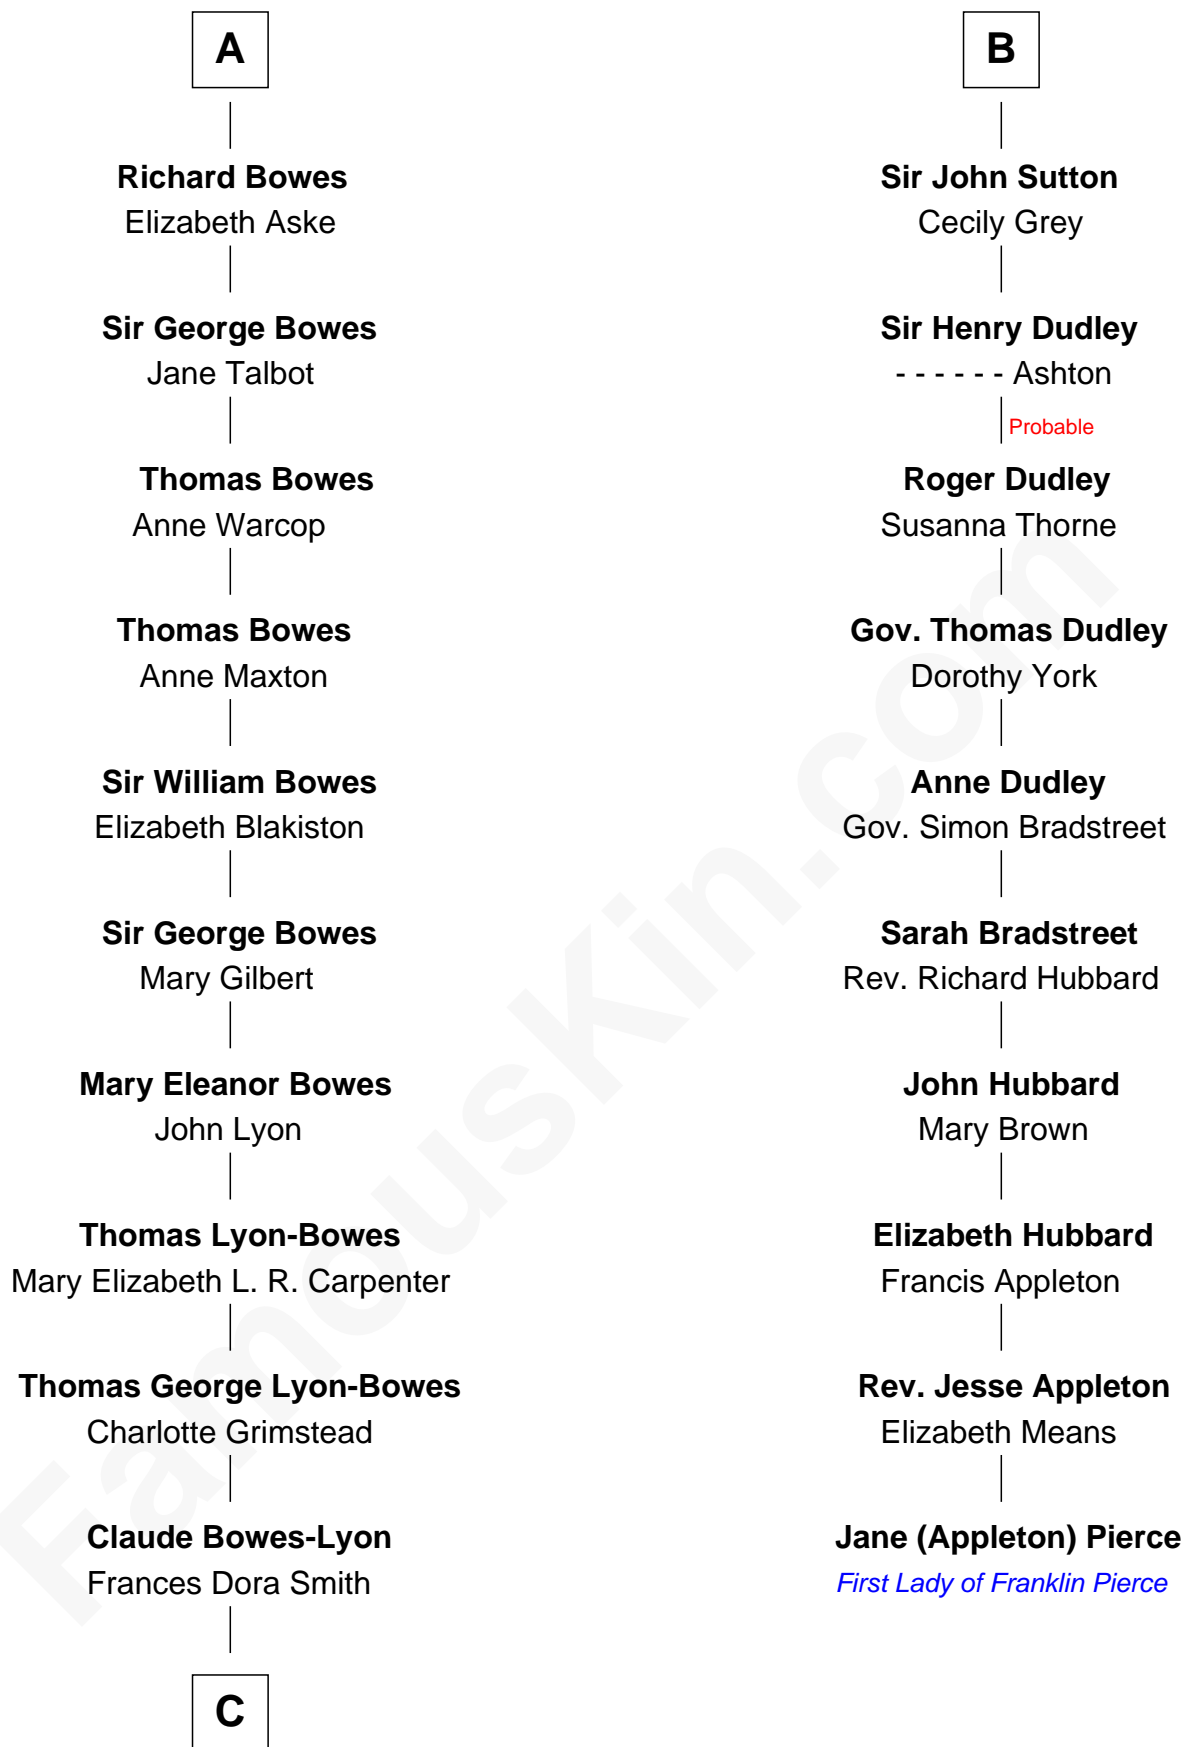 A
Richard Bowes
Elizabeth Aske
Sir George Bowes
Jane Talbot
Thomas Bowes
Anne Warcop
Thomas Bowes
Anne Maxton
Sir William Bowes
Elizabeth Blakiston
Sir George Bowes
Mary Gilbert
Mary Eleanor Bowes
John Lyon
Thomas Lyon-Bowes
Mary Elizabeth L. R. Carpenter
Thomas George Lyon-Bowes
Charlotte Grimstead
Claude Bowes-Lyon
Frances Dora Smith
C
B
Sir John Sutton
Cecily Grey
Sir Henry Dudley
- - - - - - Ashton
Probable
Roger Dudley
Susanna Thorne
Gov. Thomas Dudley
Dorothy York
Anne Dudley
Gov. Simon Bradstreet
Sarah Bradstreet
Rev. Richard Hubbard
John Hubbard
Mary Brown
Elizabeth Hubbard
Francis Appleton
Rev. Jesse Appleton
Elizabeth Means
Jane (Appleton) Pierce
First Lady of Franklin Pierce
FamousKin.com